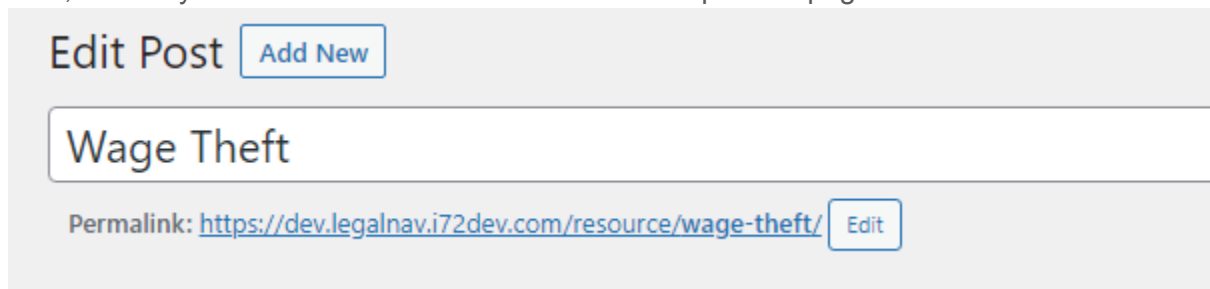 Edit Post Add New
Wage Theft
Permalink: https://dev.legalnav.i72dev.com/resource/wage-theft/ Edit